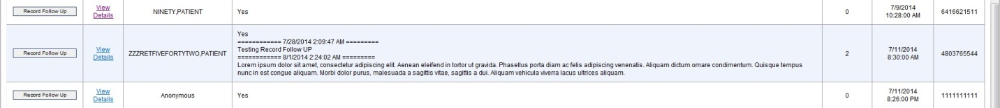 Record Follow Up
View
Details
NINETY,PATIENT
Yes
0
7/9/2014
10:28:00 AM
6416621511
Record Follow Up
View
Details
ZZZRETFIVEFORTYTWO,PATIENT
Yes
============ 7/28/2014 2:09:47 AM =========
Testing Record Follow UP
============ 8/1/2014 2:24:02 AM =========
Lorem ipsum dolor sit amet, consectetur adipiscing elit. Aenean eleifend in tortor ut gravida. Phasellus porta diam ac felis adipiscing venenatis. Aliquam dictum ornare condimentum. Quisque tempus
nunc in est congue aliquam. Morbi dolor purus, malesuada a sagittis vitae, sagittis a dui. Aliquam vehicula viverra lacus ultrices aliquam.
2
7/11/2014
8:30:00 AM
4803765544
Record Follow Up
View
Details
Anonymous
Yes
0
7/11/2014
8:26:00 PM
1111111111